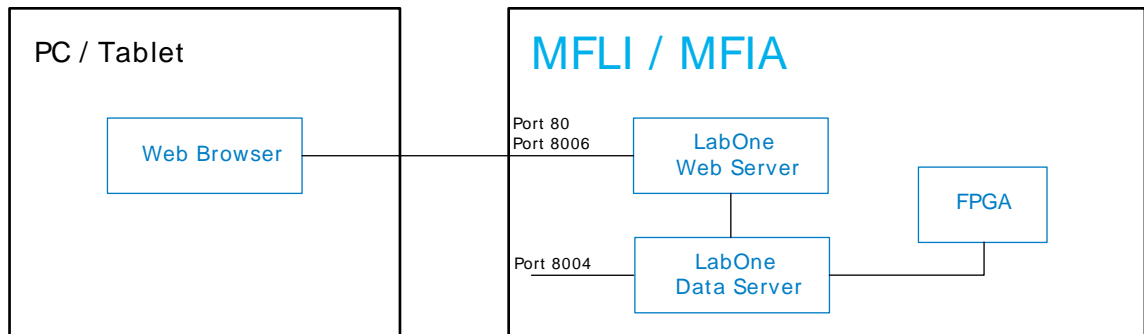 PC / Tablet
MFLI / MFIA
Port 80
Port 8006
Web Browser
LabOne
Web Server
FPGA
Port 8004
LabOne
Data Server